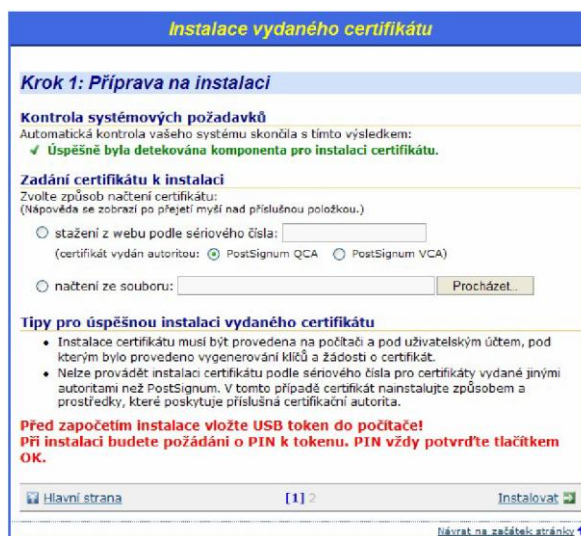 Instalace vydaného certifikátu
Krok 1: Příprava na instalaci
Kontrola systémových požadavků
Automatická kontrola vašeho systému skončila s tímto výsledkem:
✓ Úspěšně byla detekována komponenta pro instalaci certifikátu.
Zadání certifikátu k instalaci
Zvolte způsob načtení certifikátu:
(Nápověda se zobrazí po přejetí myší nad příslušnou položkou.)
stažení z webu podle sériového čísla:
(certifikát vydán autoritou: PostSignum QCA PostSignum VCA)
načtení ze souboru: Procházet...
Tipy pro úspěšnou instalaci vydaného certifikátu
• Instalace certifikátu musí být provedena na počítači a pod uživatelským účtem, pod
kterým bylo provedeno vygenerování klíčů a žádosti o certifikát.
• Nelze provádět instalaci certifikátu podle sériového čísla pro certifikáty vydané jinými
autoritami než PostSignum. V tomto případě certifikát nainstalujte způsobem a
prostředky, které poskytuje příslušná certifikační autorita.
Před započetím instalace vložte USB token do počítače!
Při instalaci budete požádáni o PIN k tokenu. PIN vždy potvrďte tlačítkem
OK.
Hlavní strana [1] 2 Instalovat
Návrat na začátek stránky